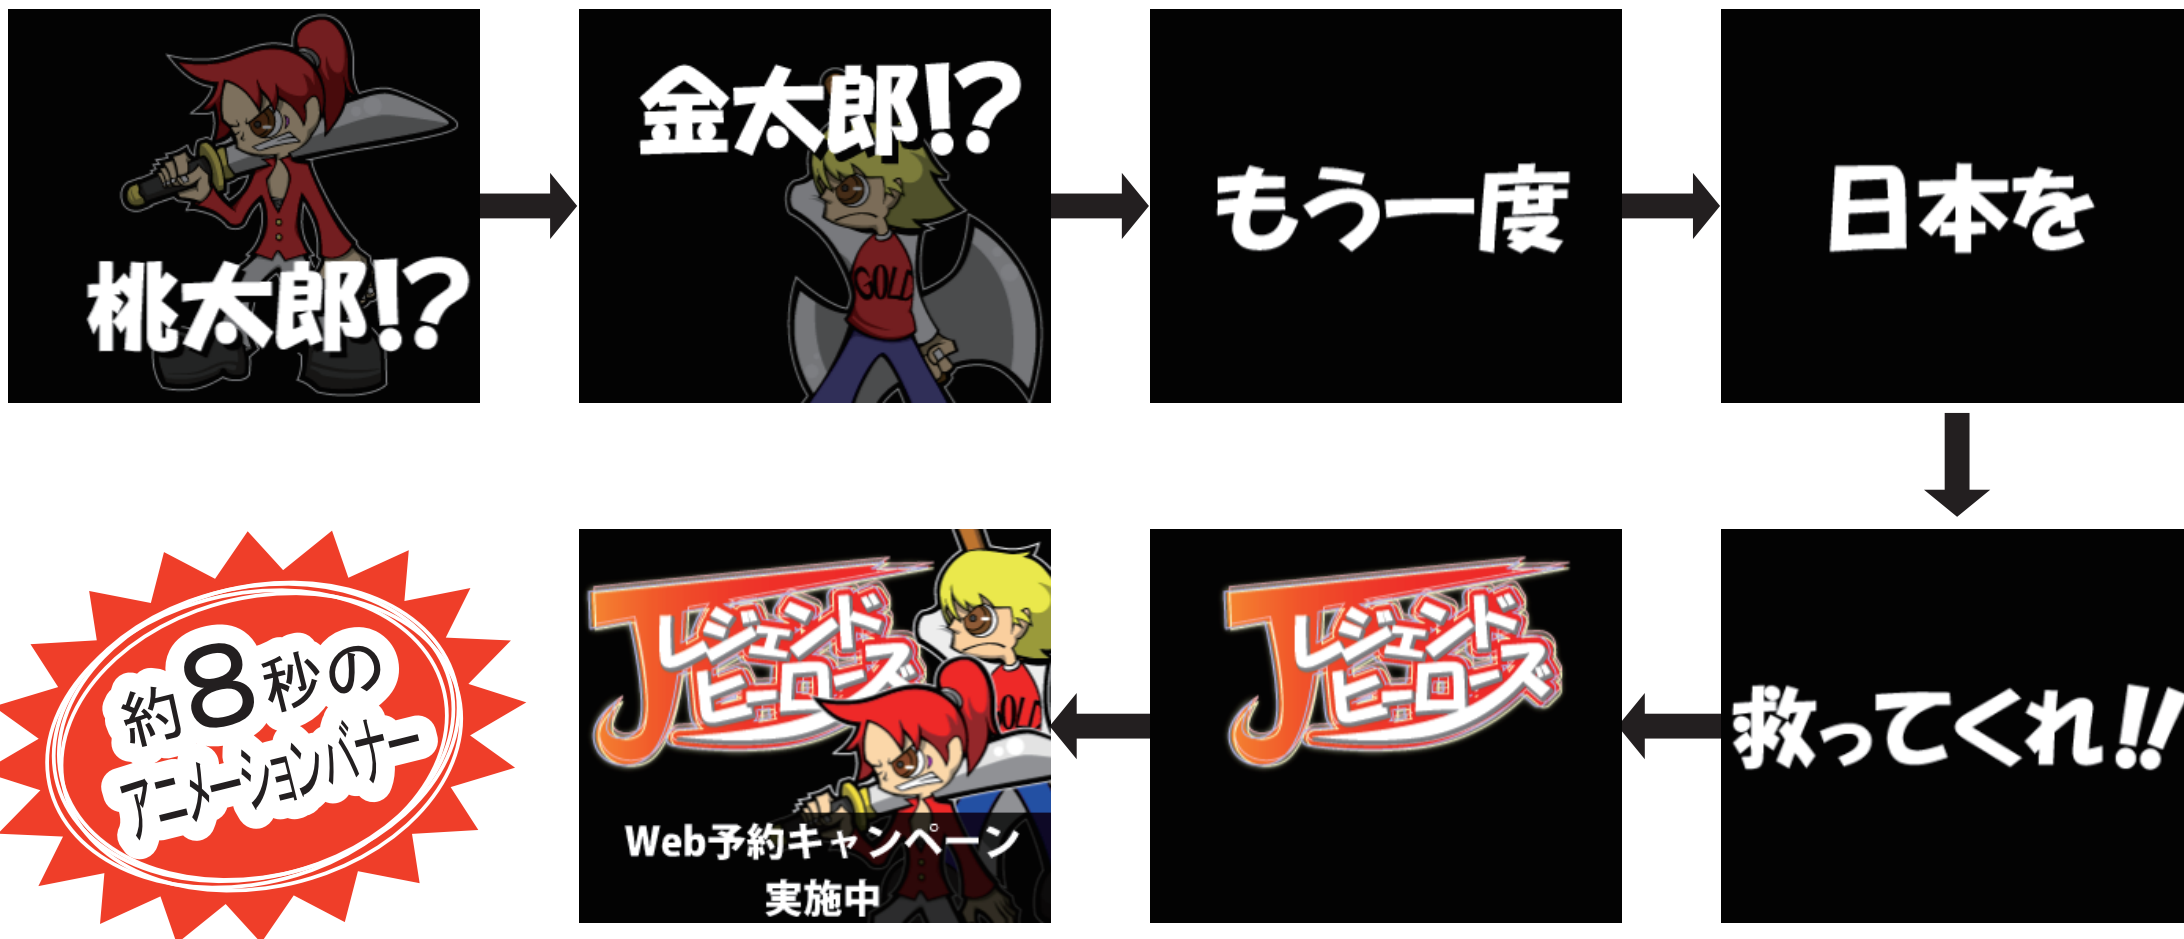 桃太郎!?
金太郎!?
GOLD
もう一度
日本を
救ってくれ!!
Jレジェンド
ヒーローズ
Jレジェンド
ヒーローズ
OLD
Web予約キャンペーン
実施中
約8秒の
アニメーションバナー